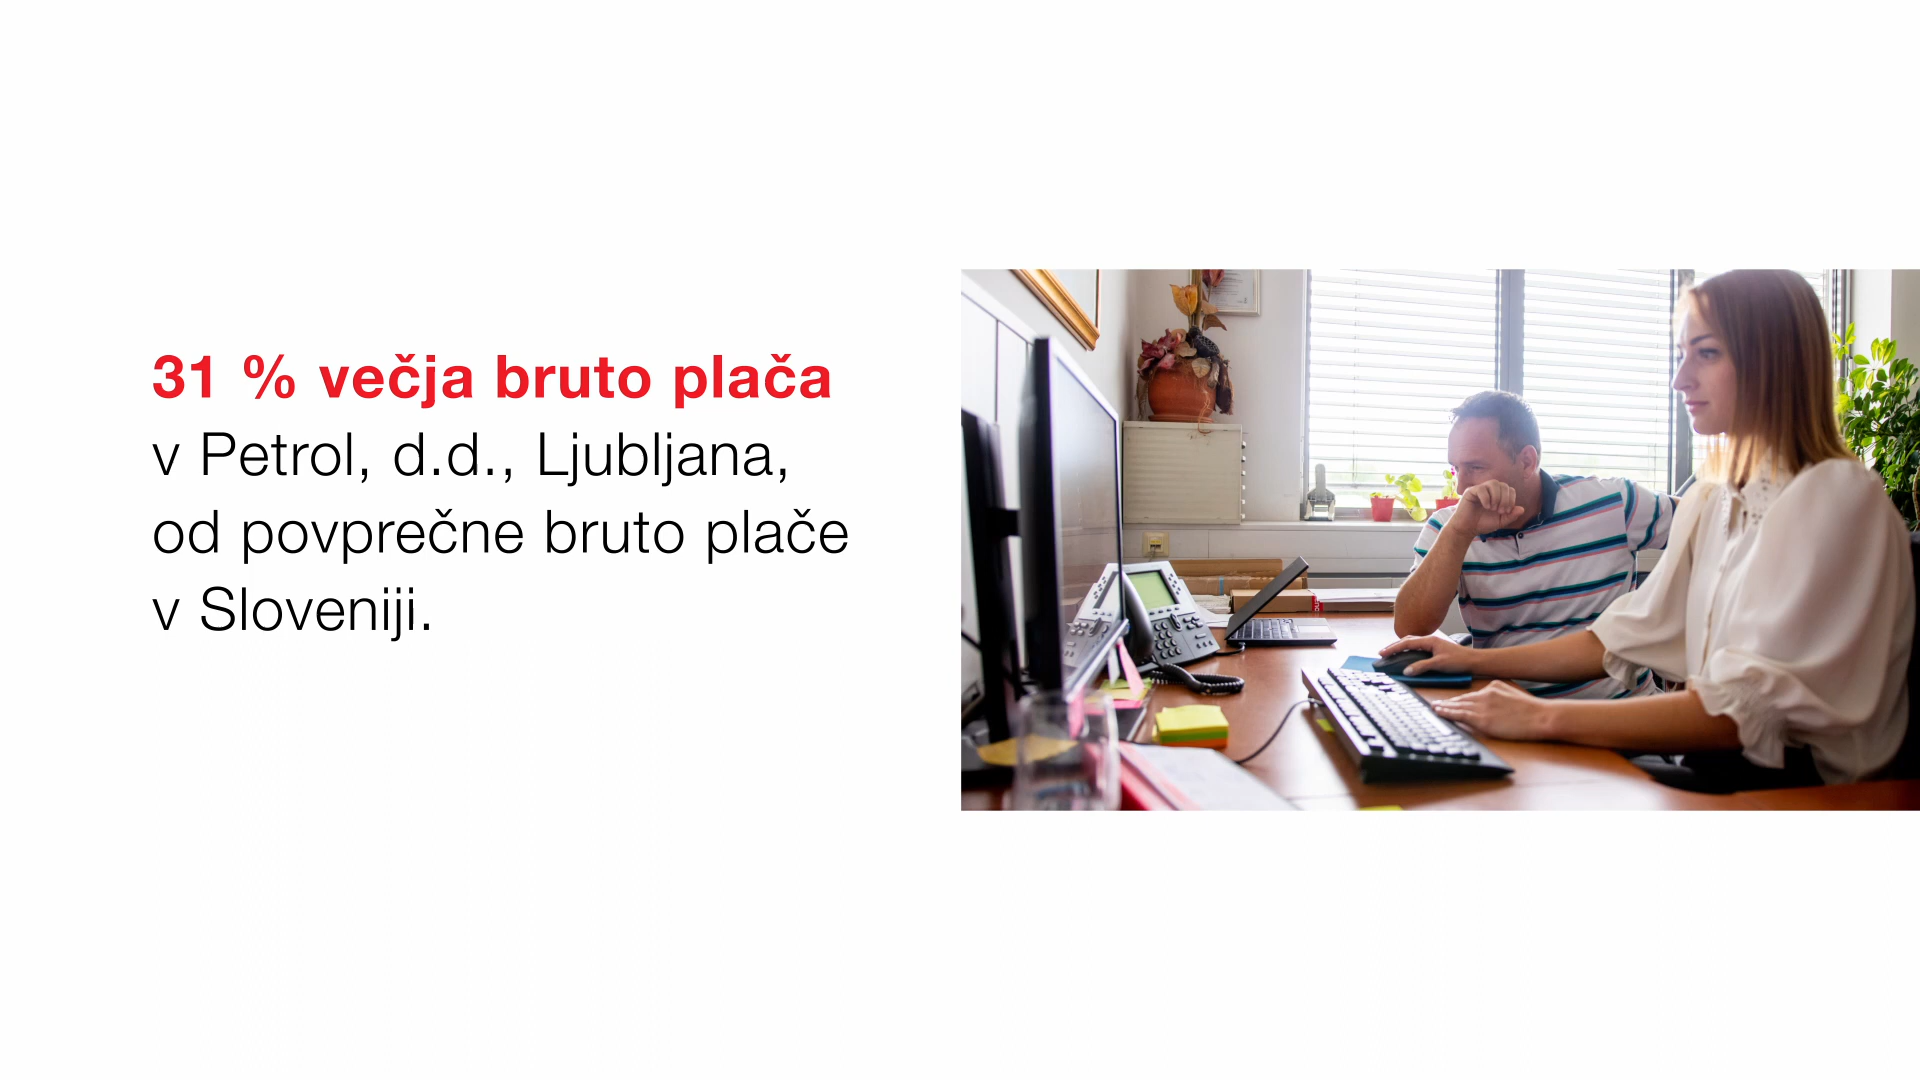 31 % večja bruto plača
v Petrol, d.d., Ljubljana,
od povprečne bruto plače
v Sloveniji.